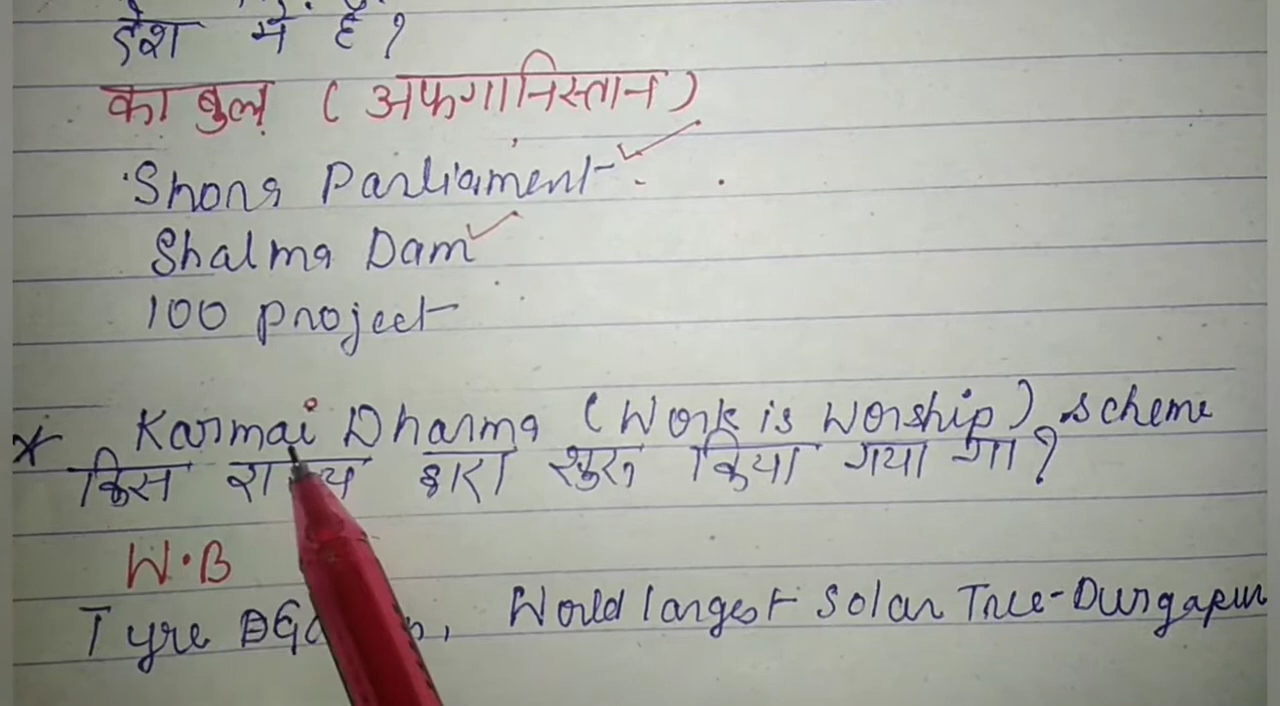 देश में है?
काबुल (अफगानिस्तान)
Shona Parliament
Shalma Dam
100 project
* Karmai Dharma (Work is Worship) scheme
किस राज्य द्वारा शुरू किया गया गा?
W.B
Tyre World largest Solar Tree-Durgapur